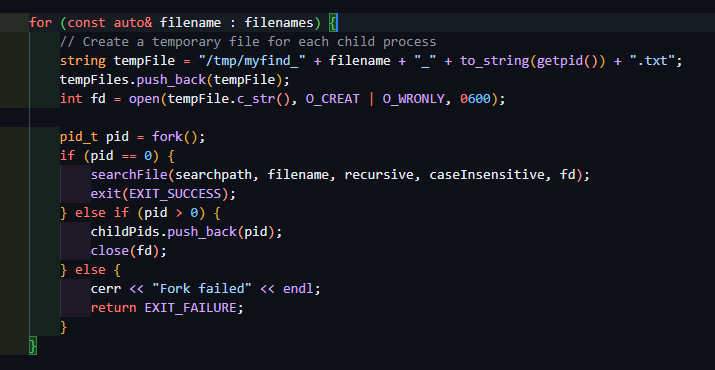 for (const auto& filename : filenames) {
// Create a temporary file for each child process
string tempFile = "/tmp/myfind_" + filename + "_" + to_string(getpid()) + ".txt";
tempFiles.push_back(tempFile);
int fd = open(tempFile.c_str(), O_CREAT | O_WRONLY, 0600);
pid_t pid = fork();
if (pid == 0) {
searchFile(searchpath, filename, recursive, caseInsensitive, fd);
exit(EXIT_SUCCESS);
} else if (pid > 0) {
childPids.push_back(pid);
close(fd);
} else {
cerr << "Fork failed" << endl;
return EXIT_FAILURE;
}
}